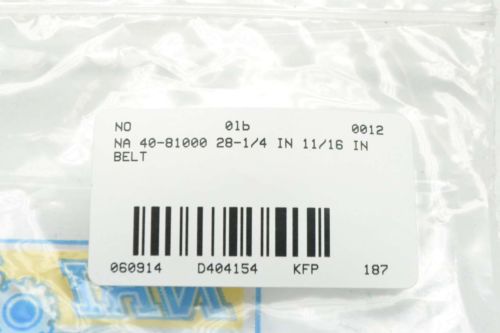 NO 01b 0012
NA 40-81000 28-1/4 IN 11/16 IN
BELT
060914 D404154 KFP 187